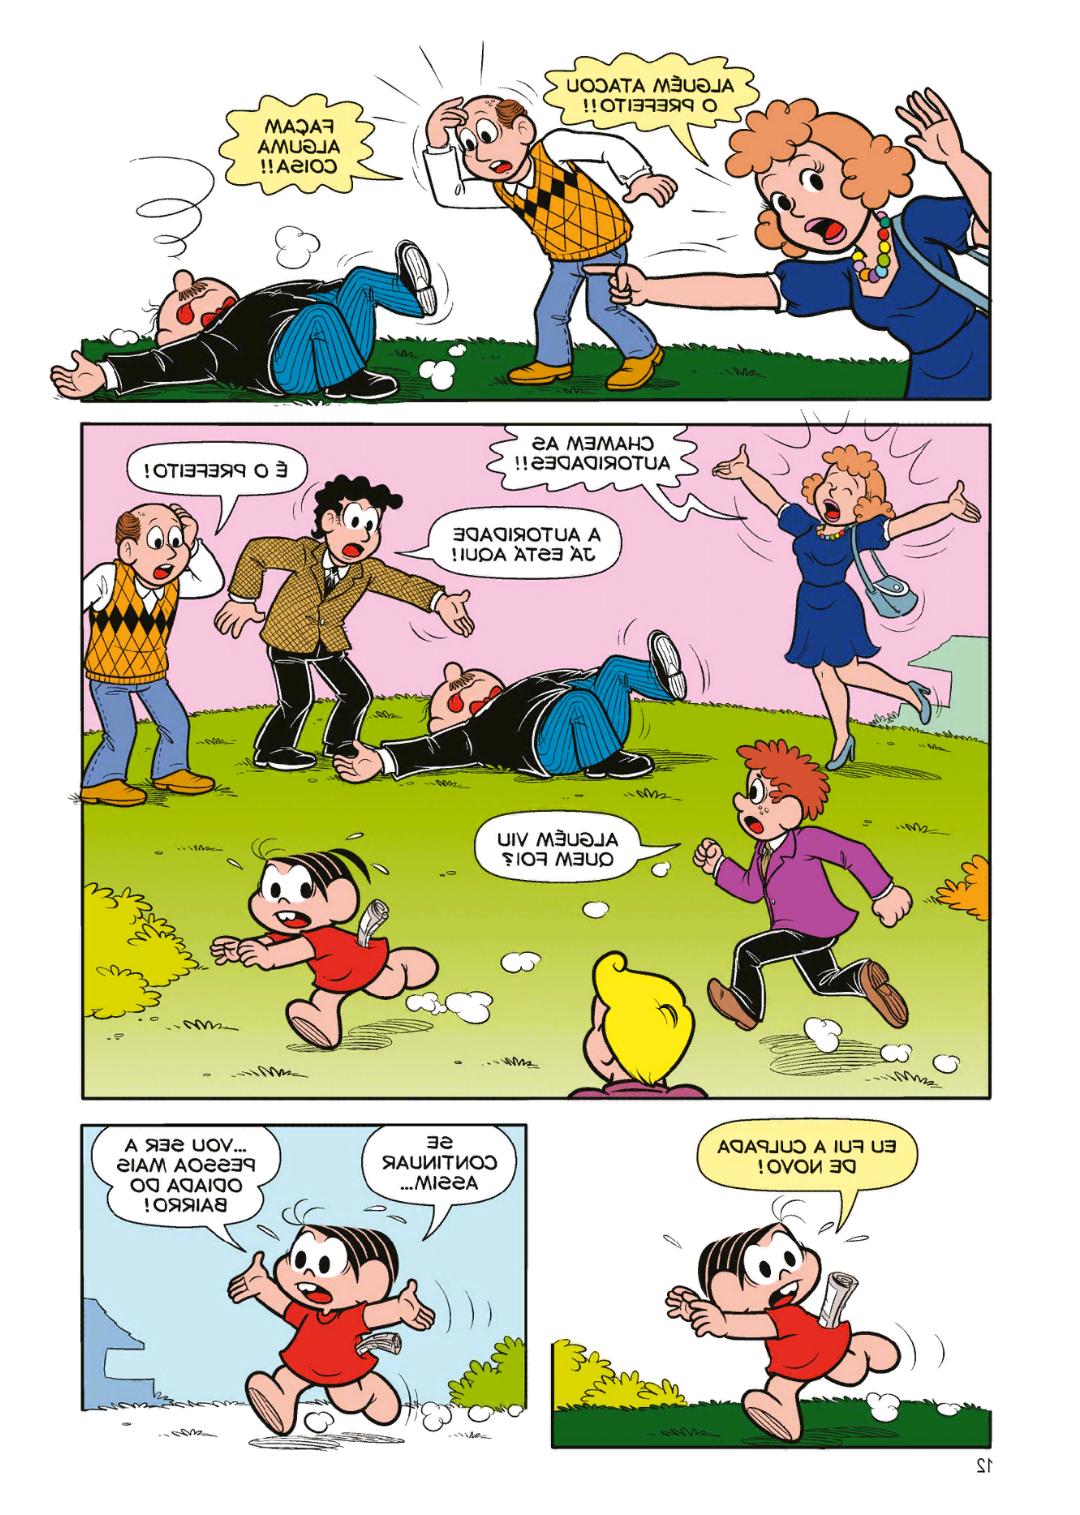 ALGUÉM ATACOU
O PREFEITO!!
FAÇAM
ALGUMA
COISA!!
CHAMEM AS
AUTORIDADES!!
A AUTORIDADE
JÁ ESTÁ AQUI!
É O PREFEITO!
ALGUÉM VIU
QUEM FOI?
EU FUI A CULPADA
DE NOVO!
SE
CONTINUAR
ASSIM...
...VOU SER A
PESSOA MAIS
ODIADA DO
BAIRRO!
12